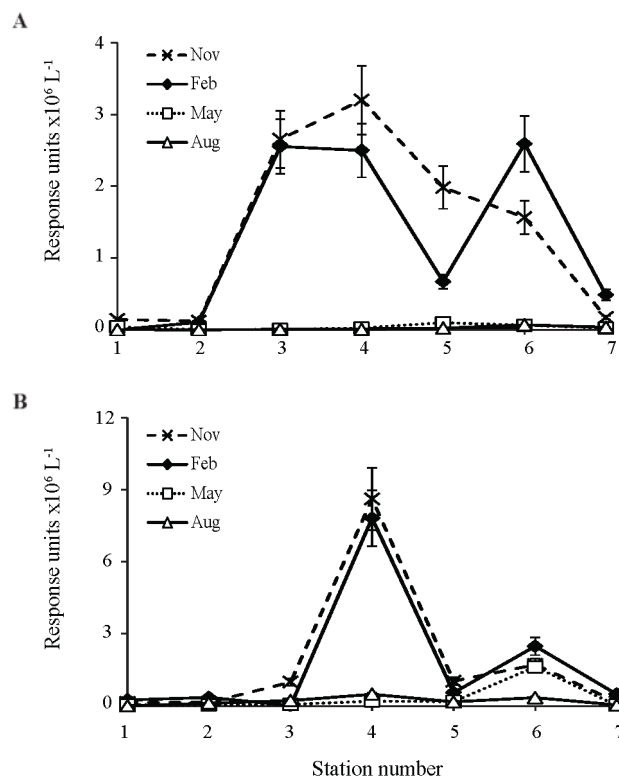 A
Response units x10⁶ L⁻¹
4
3
2
1
0
Nov
Feb
May
Aug
1 2 3 4 5 6 7
B
Response units x10⁶ L⁻¹
12
9
6
3
0
Nov
Feb
May
Aug
1 2 3 4 5 6 7
Station number